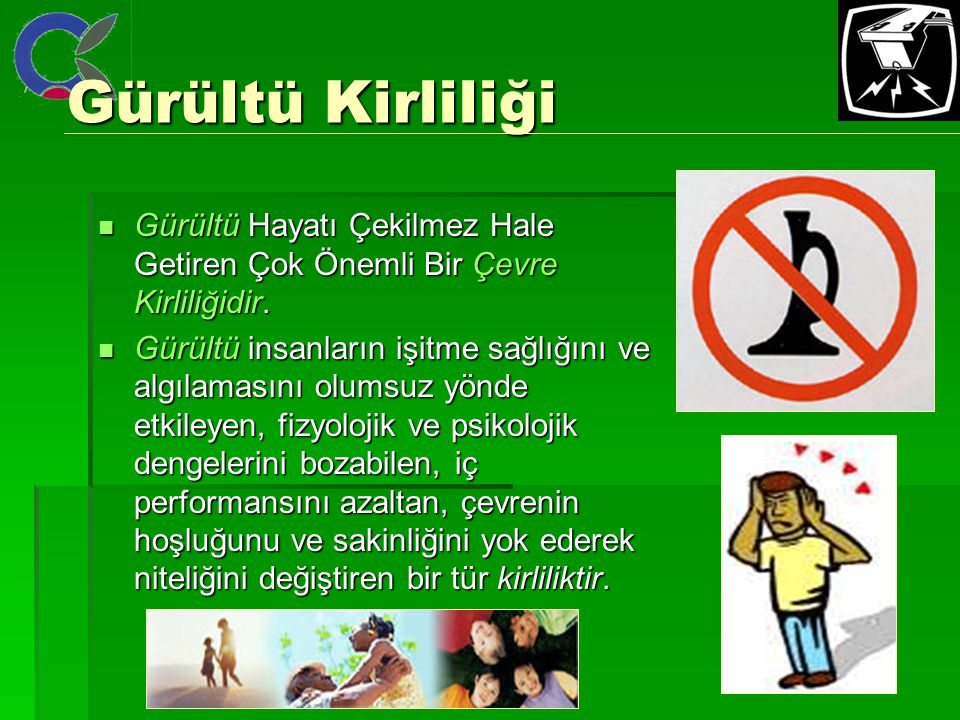 Gürültü Kirliliği
Gürültü Hayatı Çekilmez Hale
Getiren Çok Önemli Bir Çevre
Kirliliğidir.
Gürültü insanların işitme sağlığını ve
algılamasını olumsuz yönde
etkileyen, fizyolojik ve psikolojik
dengelerini bozabilen, iç
performansını azaltan, çevrenin
hoşluğunu ve sakinliğini yok ederek
niteliğini değiştiren bir tür kirliliktir.